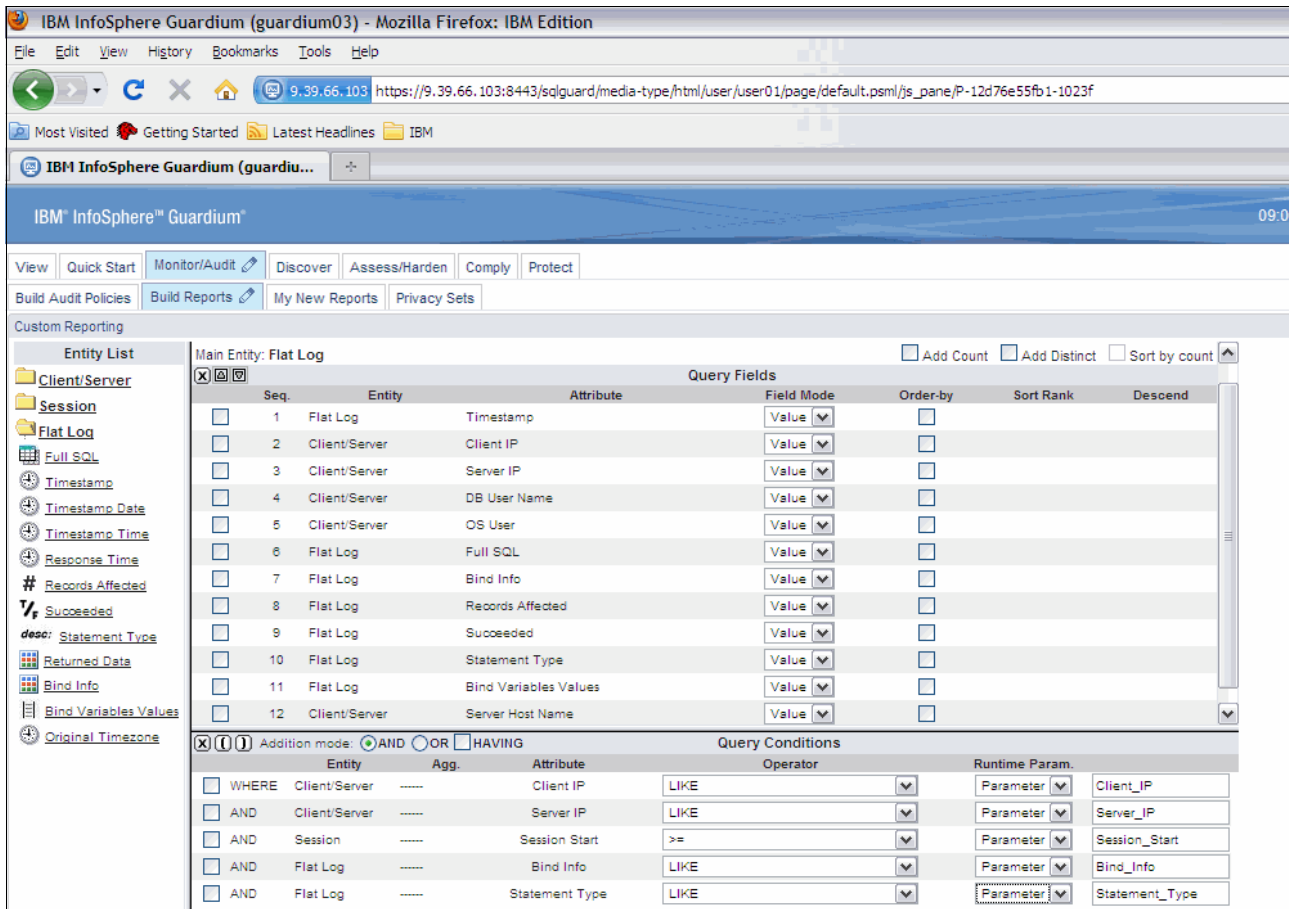 IBM InfoSphere Guardium (guardium03) - Mozilla Firefox: IBM Edition
File Edit View History Bookmarks Tools Help
9.39.66.103 https://9.39.66.103:8443/sqlguard/media-type/html/user/user01/page/default.psml/js_pane/P-12d76e55fb1-1023f
Most Visited Getting Started Latest Headlines IBM
IBM InfoSphere Guardium (guardiu...
IBM® InfoSphere™ Guardium® 09:0
View Quick Start Monitor/Audit Discover Assess/Harden Comply Protect
Build Audit Policies Build Reports My New Reports Privacy Sets
Custom Reporting
Entity List
Client/Server
Session
Flat Log
Full SQL
Timestamp
Timestamp Date
Timestamp Time
Response Time
# Records Affected
T/F Succeeded
desc: Statement Type
Returned Data
Bind Info
Bind Variables Values
Original Timezone
Main Entity: Flat Log Add Count Add Distinct Sort by count
X Query Fields
Seq. Entity Attribute Field Mode Order-by Sort Rank Descend
1 Flat Log Timestamp Value
2 Client/Server Client IP Value
3 Client/Server Server IP Value
4 Client/Server DB User Name Value
5 Client/Server OS User Value
6 Flat Log Full SQL Value
7 Flat Log Bind Info Value
8 Flat Log Records Affected Value
9 Flat Log Succeeded Value
10 Flat Log Statement Type Value
11 Flat Log Bind Variables Values Value
12 Client/Server Server Host Name Value
X ( ) Addition mode: AND OR HAVING Query Conditions
Entity Agg. Attribute Operator Runtime Param.
WHERE Client/Server ------ Client IP LIKE Parameter Client_IP
AND Client/Server ------ Server IP LIKE Parameter Server_IP
AND Session ------ Session Start >= Parameter Session_Start
AND Flat Log ------ Bind Info LIKE Parameter Bind_Info
AND Flat Log ------ Statement Type LIKE Parameter Statement_Type